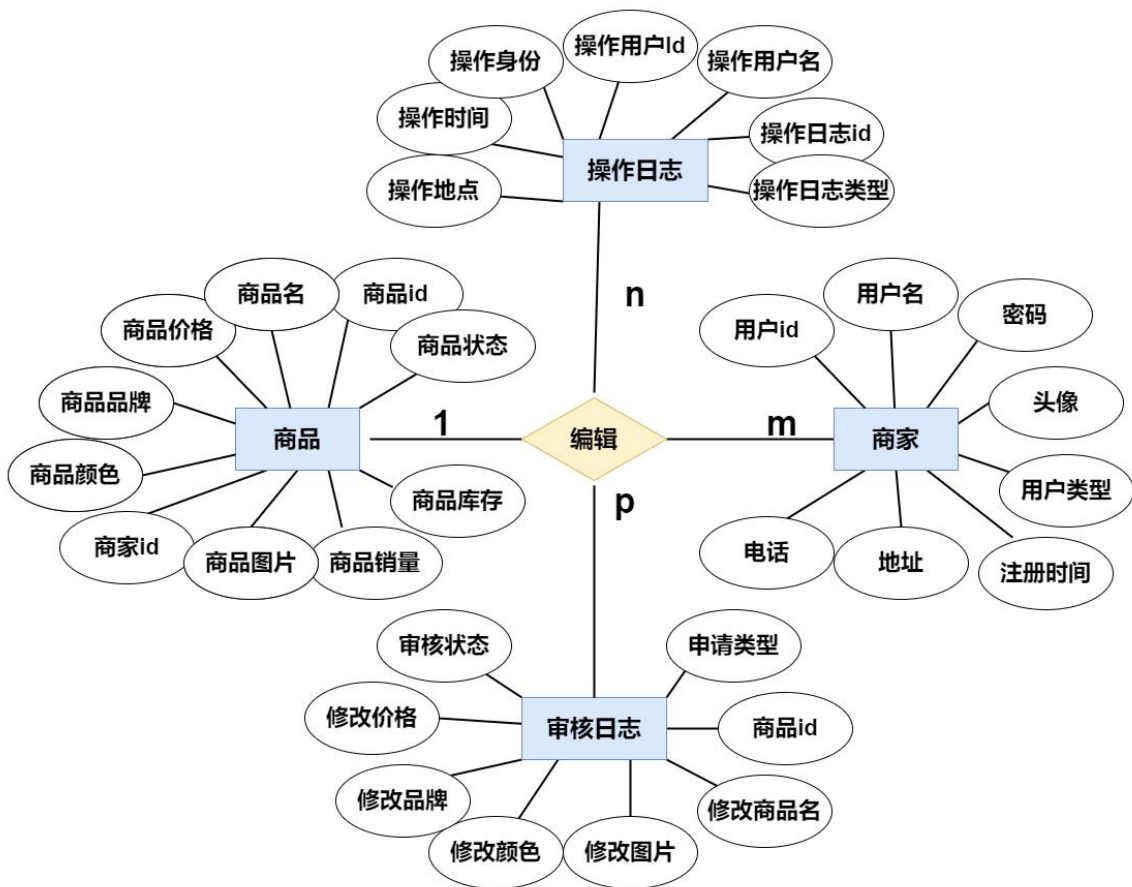 操作用户Id
操作身份
操作用户名
操作时间
操作日志id
操作日志
操作地点
操作日志类型
商品名
商品id
n
用户名
商品价格
密码
用户id
商品状态
商品品牌
头像
1
编辑
m
商品
商家
商品颜色
用户类型
商品库存
p
商家id
商品图片
商品销量
电话
地址
注册时间
审核状态
申请类型
修改价格
审核日志
商品id
修改品牌
修改商品名
修改颜色
修改图片